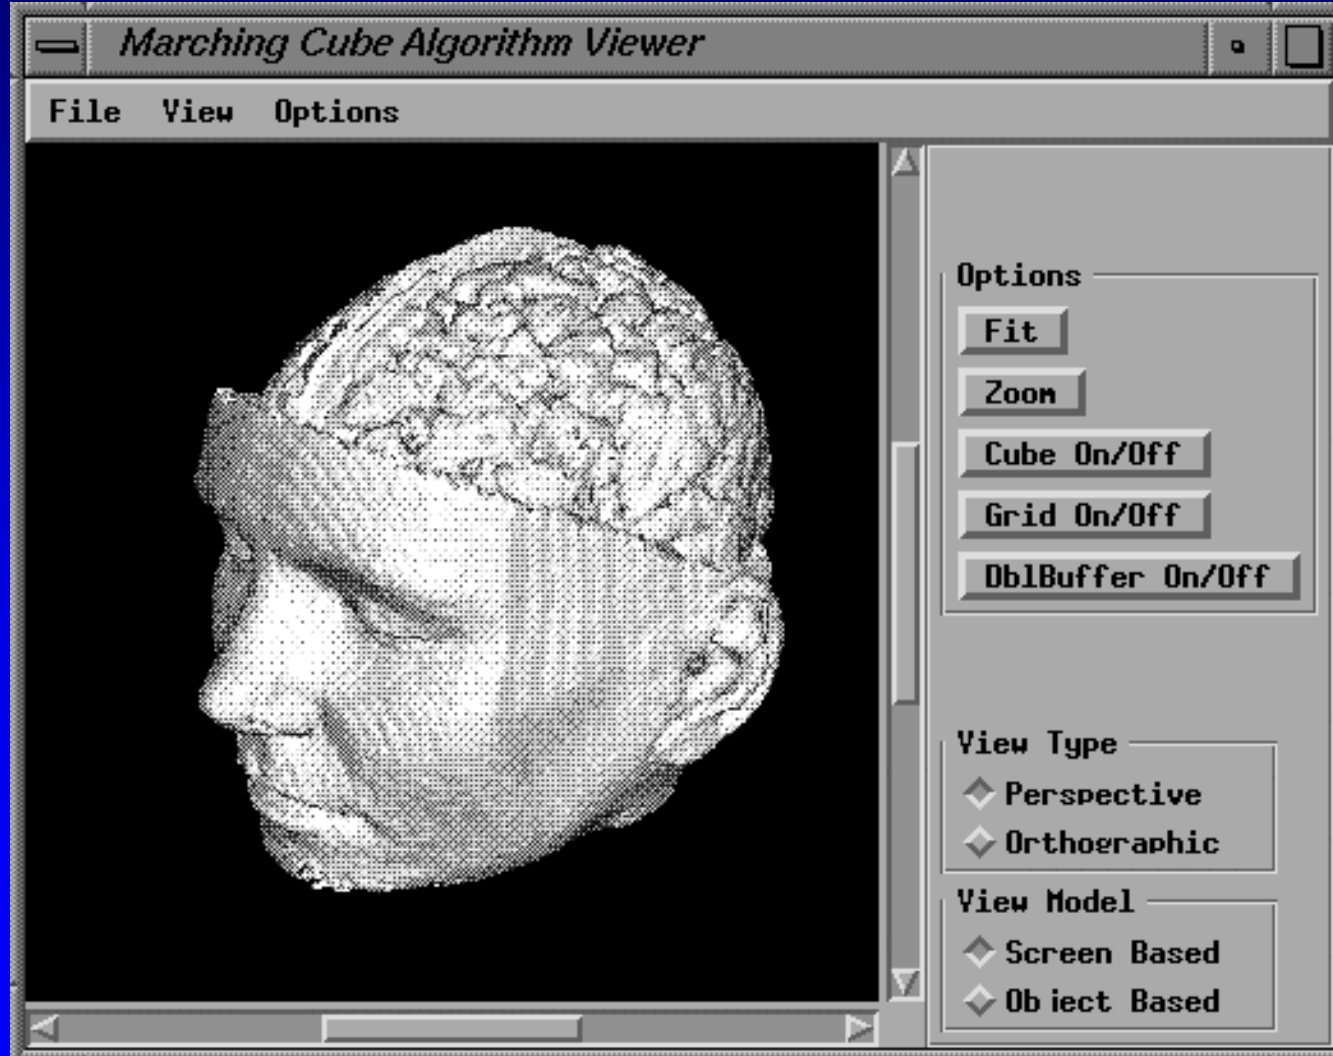 Marching Cube Algorithm Viewer
File View Options
Options
Fit
Zoom
Cube On/Off
Grid On/Off
DblBuffer On/Off
View Type
Perspective
Orthographic
View Model
Screen Based
Object Based